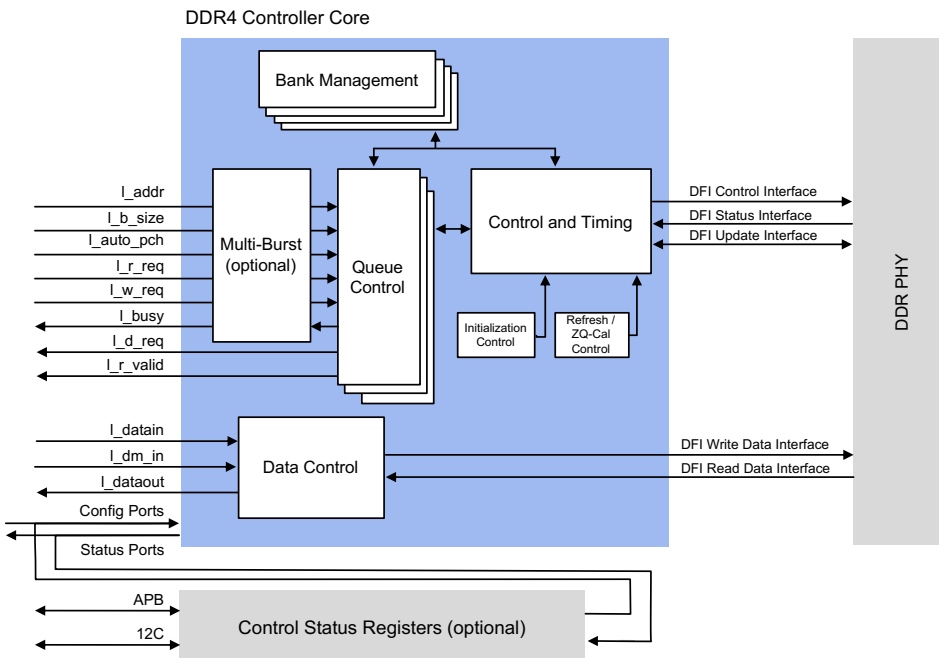 DDR4 Controller Core
Bank Management
I_addr
I_b_size
I_auto_pch
I_r_req
I_w_req
I_busy
I_d_req
I_r_valid
Multi-Burst
(optional)
Queue
Control
Control and Timing
Initialization
Control
Refresh /
ZQ-Cal
Control
DFI Control Interface
DFI Status Interface
DFI Update Interface
DDR PHY
I_datain
I_dm_in
I_dataout
Data Control
DFI Write Data Interface
DFI Read Data Interface
Config Ports
Status Ports
APB
12C
Control Status Registers (optional)